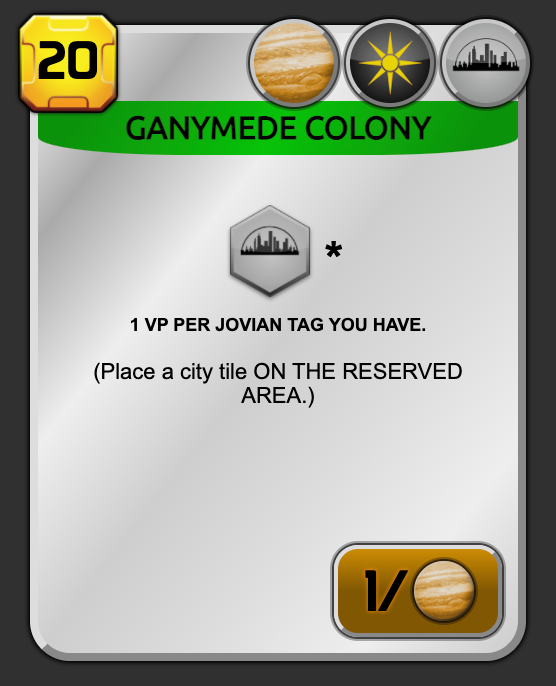 20
GANYMEDE COLONY
*
1 VP PER JOVIAN TAG YOU HAVE.
(Place a city tile ON THE RESERVED
AREA.)
1/